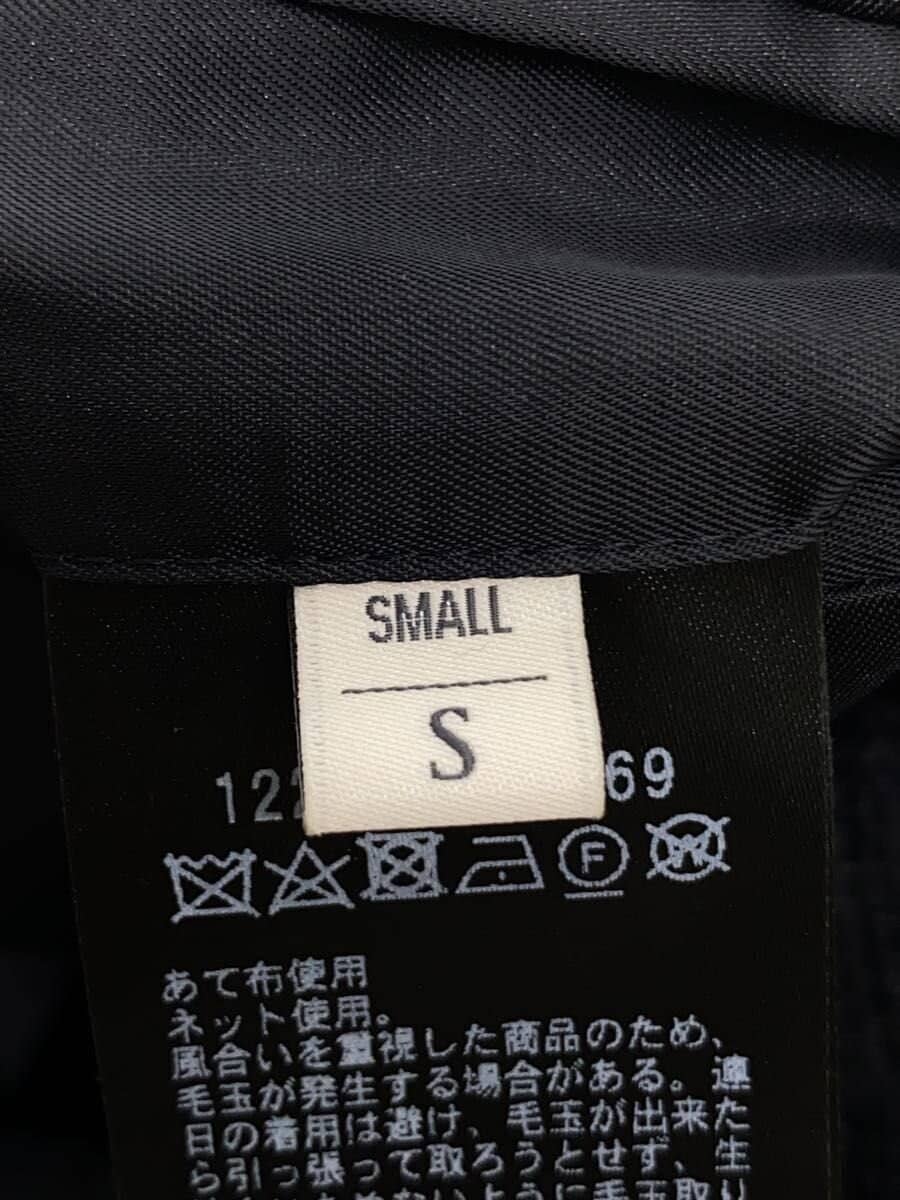 SMALL
S
122 69
F
W
あて布使用
ネット使用。
風合いを重視した商品のため、
毛玉が発生する場合がある。連
日の着用は避け、毛玉が出来た
ら引っ張って取ろうとせず、生